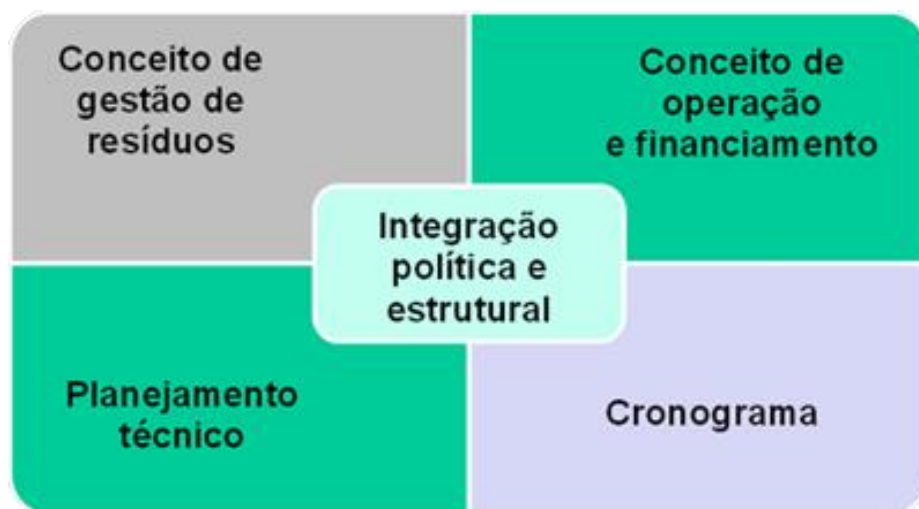 Conceito de
gestão de
resíduos
Conceito de
operação
e financiamento
Integração
política e
estrutural
Planejamento
técnico
Cronograma